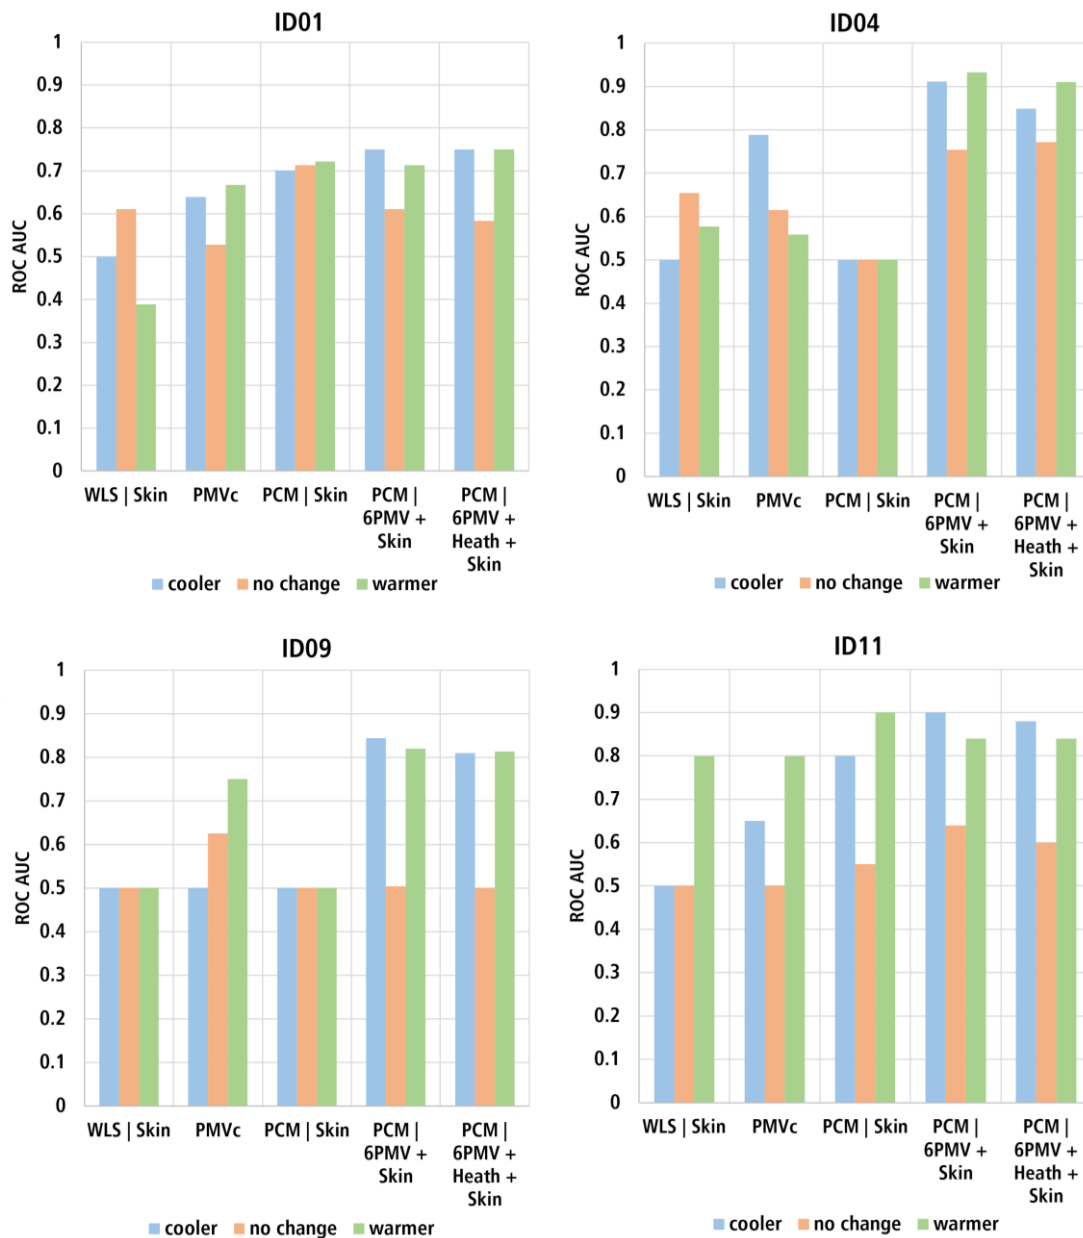 ID01
1
0.9
0.8
0.7
0.6
0.5
0.4
0.3
0.2
0.1
0
ROC AUC
WLS | Skin
PMVc
PCM | Skin
PCM |
6PMV +
Skin
PCM |
6PMV +
Heath +
Skin
cooler
no change
warmer
ID04
1
0.9
0.8
0.7
0.6
0.5
0.4
0.3
0.2
0.1
0
ROC AUC
WLS | Skin
PMVc
PCM | Skin
PCM |
6PMV +
Skin
PCM |
6PMV +
Heath +
Skin
cooler
no change
warmer
ID09
1
0.9
0.8
0.7
0.6
0.5
0.4
0.3
0.2
0.1
0
ROC AUC
WLS | Skin
PMVc
PCM | Skin
PCM |
6PMV +
Skin
PCM |
6PMV +
Heath +
Skin
cooler
no change
warmer
ID11
1
0.9
0.8
0.7
0.6
0.5
0.4
0.3
0.2
0.1
0
ROC AUC
WLS | Skin
PMVc
PCM | Skin
PCM |
6PMV +
Skin
PCM |
6PMV +
Heath +
Skin
cooler
no change
warmer